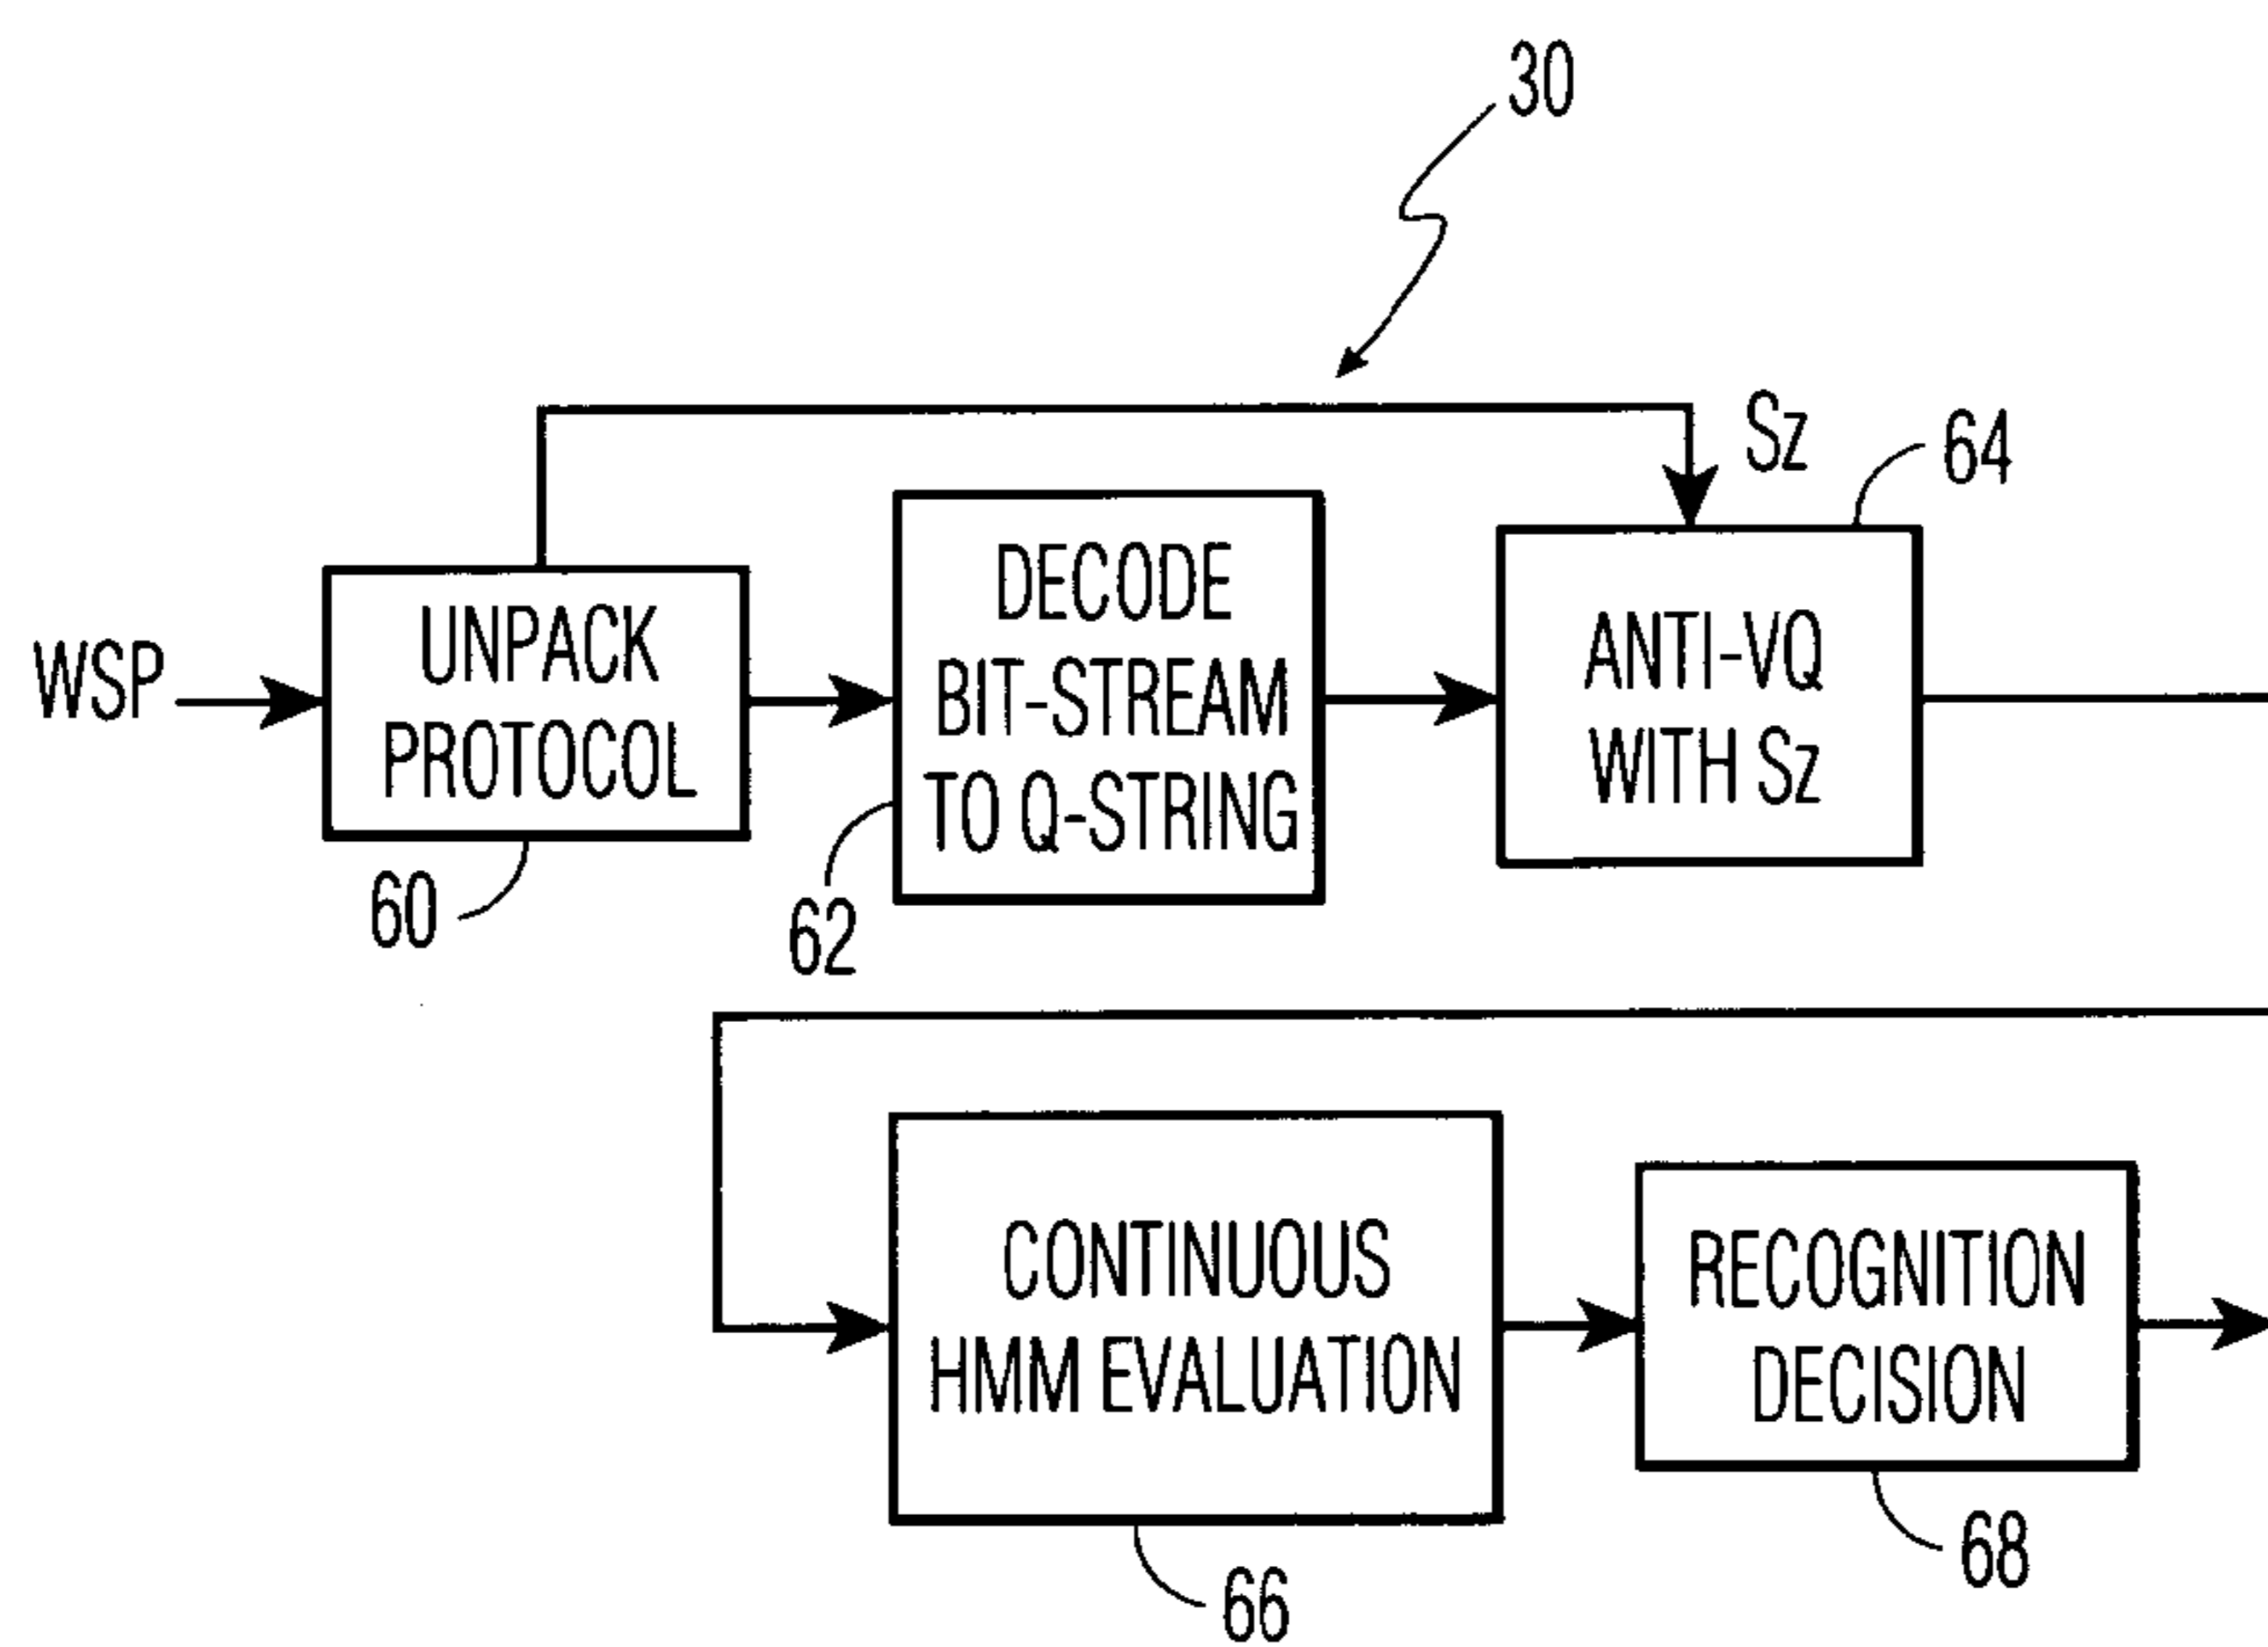 30
Sz
64
UNPACK
PROTOCOL
DECODE
BIT-STREAM
TO Q-STRING
ANTI-VQ
WITH Sz
WSP
60
62
CONTINUOUS
HMM EVALUATION
RECOGNITION
DECISION
66
68